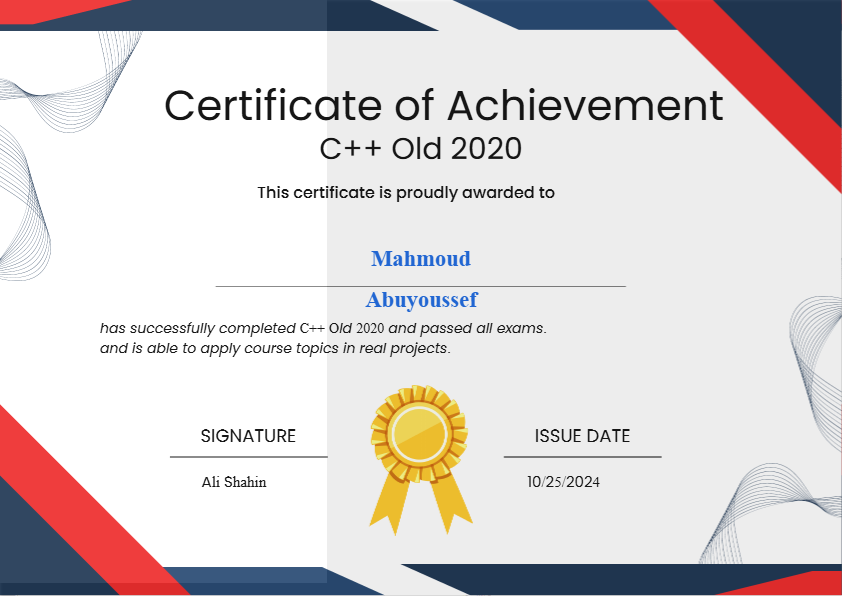 Certificate of Achievement
C++ Old 2020
This certificate is proudly awarded to
Mahmoud
Abuyoussef
has successfully completed C++ Old 2020 and passed all exams.
and is able to apply course topics in real projects.
SIGNATURE
ISSUE DATE
Ali Shahin
10/25/2024